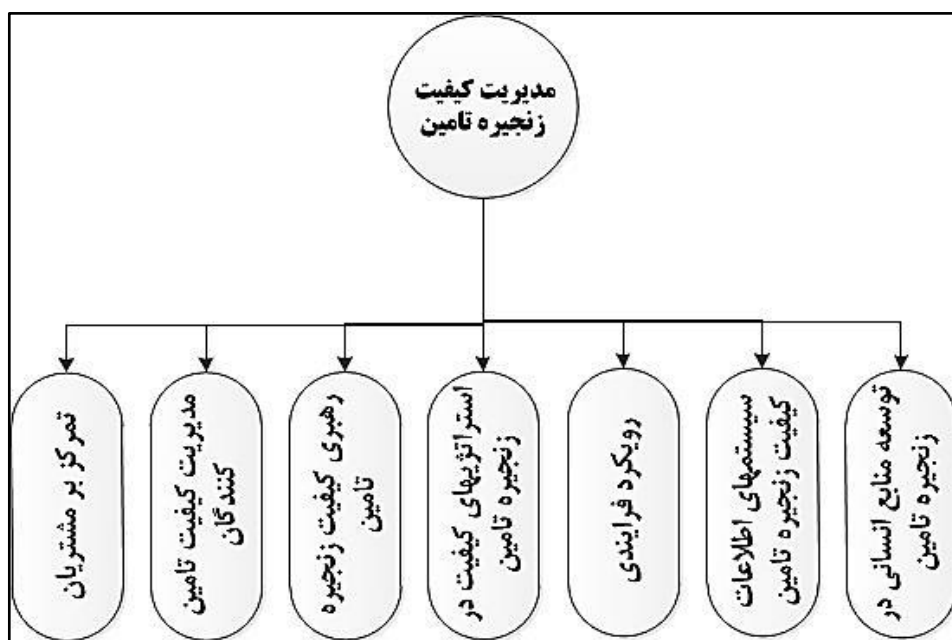 مدیریت کیفیت
زنجیره تامین
توسعه منابع انسانی در
زنجیره تامین
سیستمهای اطلاعات
کیفیت زنجیره تامین
رویکرد فرایندی
استراتژیهای کیفیت در
زنجیره تامین
رهبری کیفیت زنجیره
تامین
مدیریت کیفیت تامین
کنندگان
تمرکز بر مشتریان